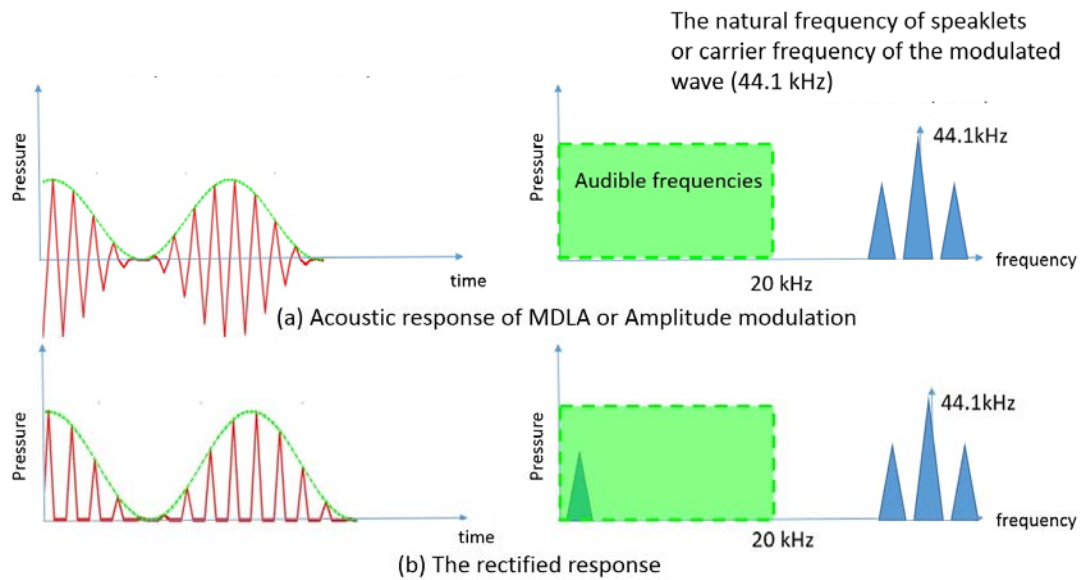 The natural frequency of speaklets
or carrier frequency of the modulated
wave (44.1 kHz)
Pressure
time
Pressure
Audible frequencies
44.1kHz
20 kHz
frequency
(a) Acoustic response of MDLA or Amplitude modulation
Pressure
time
Pressure
44.1kHz
20 kHz
frequency
(b) The rectified response